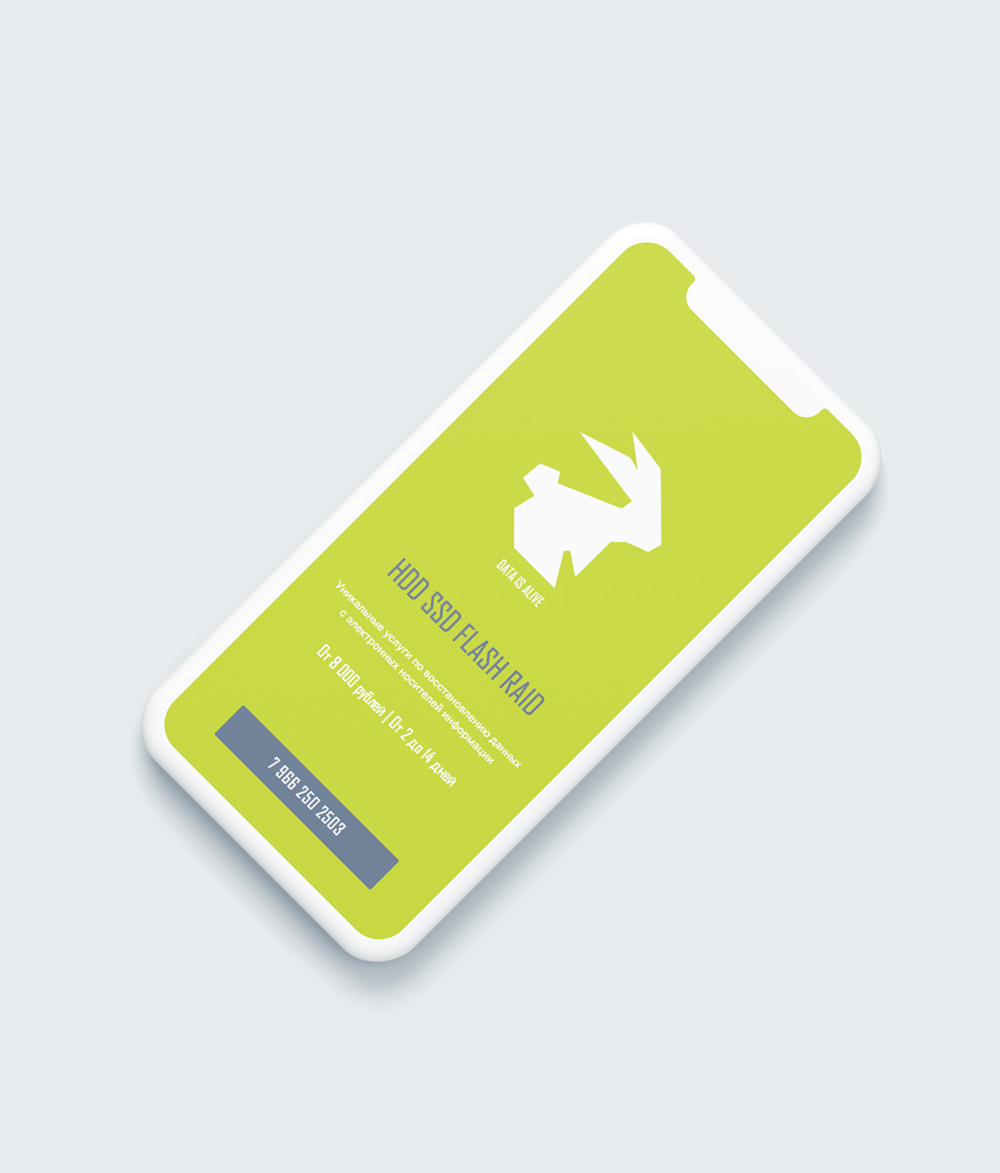 DATA IS ALIVE
HDD SSD FLASH RAID
Уникальные услуги по восстановлению данных
с электронных носителей информации
От 8 000 рублей | От 2 до 14 дней
7 966 250 2503